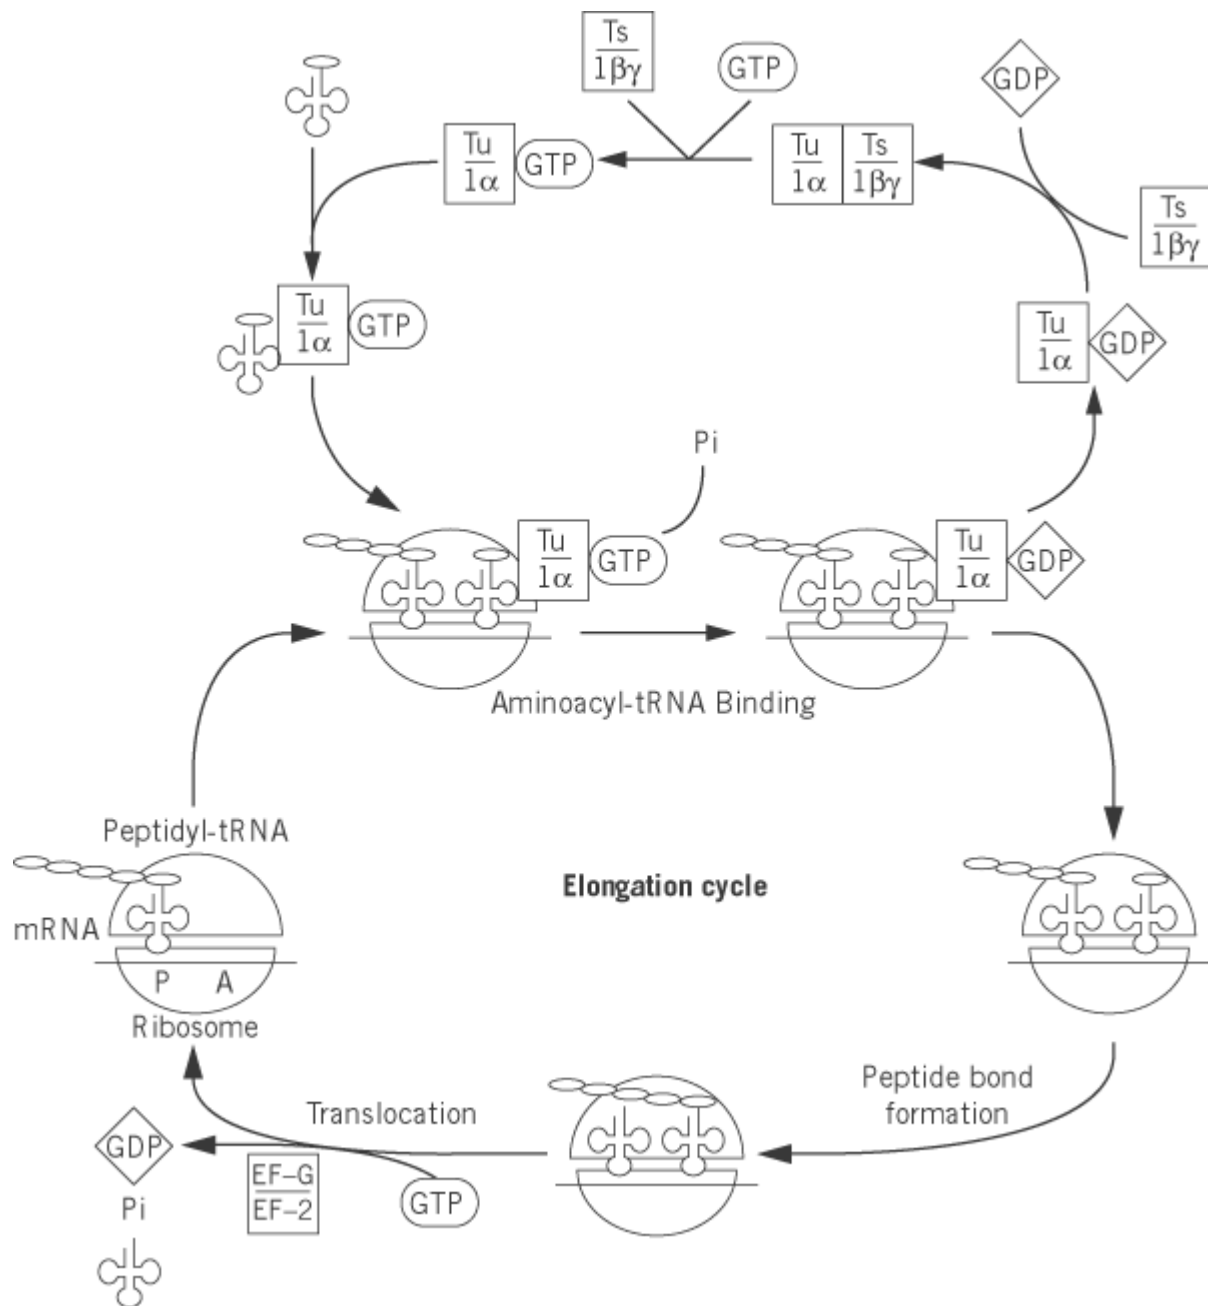 Ts
1βγ
GTP
GDP
Tu
1α
GTP
Tu
1α
Ts
1βγ
Ts
1βγ
Tu
1α
GTP
Tu
1α
GDP
Pi
Tu
1α
GTP
Tu
1α
GDP
Aminoacyl-tRNA Binding
Peptidyl-tRNA
Elongation cycle
mRNA
P A
Ribosome
Peptide bond
formation
Translocation
GDP
EF-G
EF-2
GTP
Pi